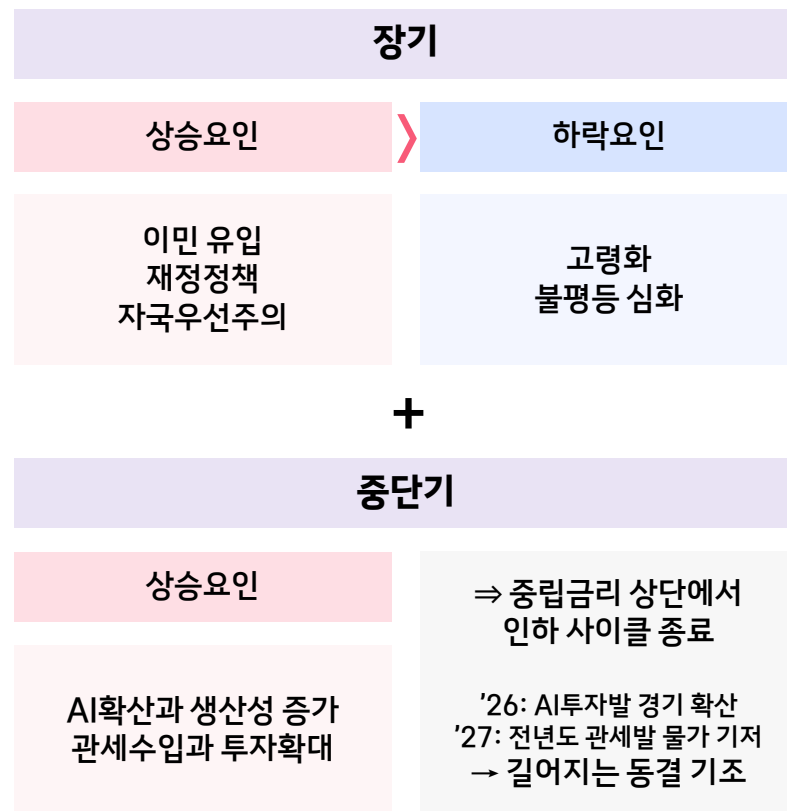 장기
상승요인 〉 하락요인
이민 유입
재정정책
자국우선주의
고령화
불평등 심화
+
중단기
상승요인
AI확산과 생산성 증가
관세수입과 투자확대
⇒ 중립금리 상단에서
인하 사이클 종료
’26: AI투자발 경기 확산
’27: 전년도 관세발 물가 기저
→ 길어지는 동결 기조